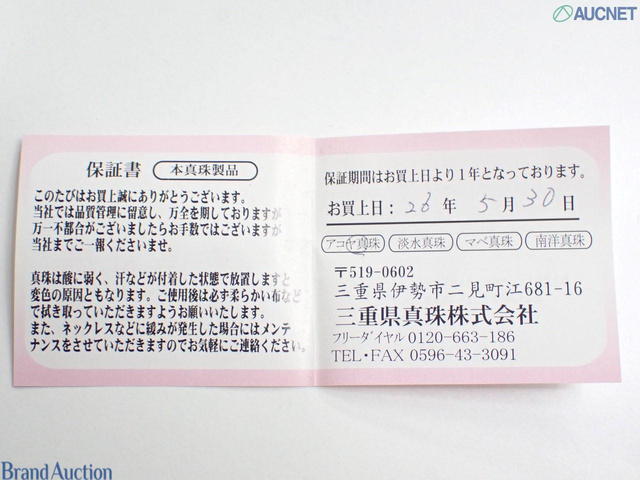 AUCNET
保証書 本真珠製品
このたびはお買上誠にありがとうございます。
当社では品質管理に留意し、万全を期しておりますが
万一不都合がございましたらお手数ではございますが
当社までご一報くださいませ。
真珠は酸に弱く、汗などが付着した状態で放置しますと
変色の原因ともなります。ご使用後は必ず柔らかい布など
で拭き取っていただきますようお願いいたします。
また、ネックレスなどに緩みが発生した場合にはメンテ
ナンスをさせていただきますのでお気軽にご連絡ください。
保証期間はお買上日より1年となっております。
お買上日：26年 5月30日
アコヤ真珠 淡水真珠 マベ真珠 南洋真珠
〒519-0602
三重県伊勢市二見町江681-16
三重県真珠株式会社
フリーダイヤル 0120-663-186
TEL・FAX 0596-43-3091
Brand Auction